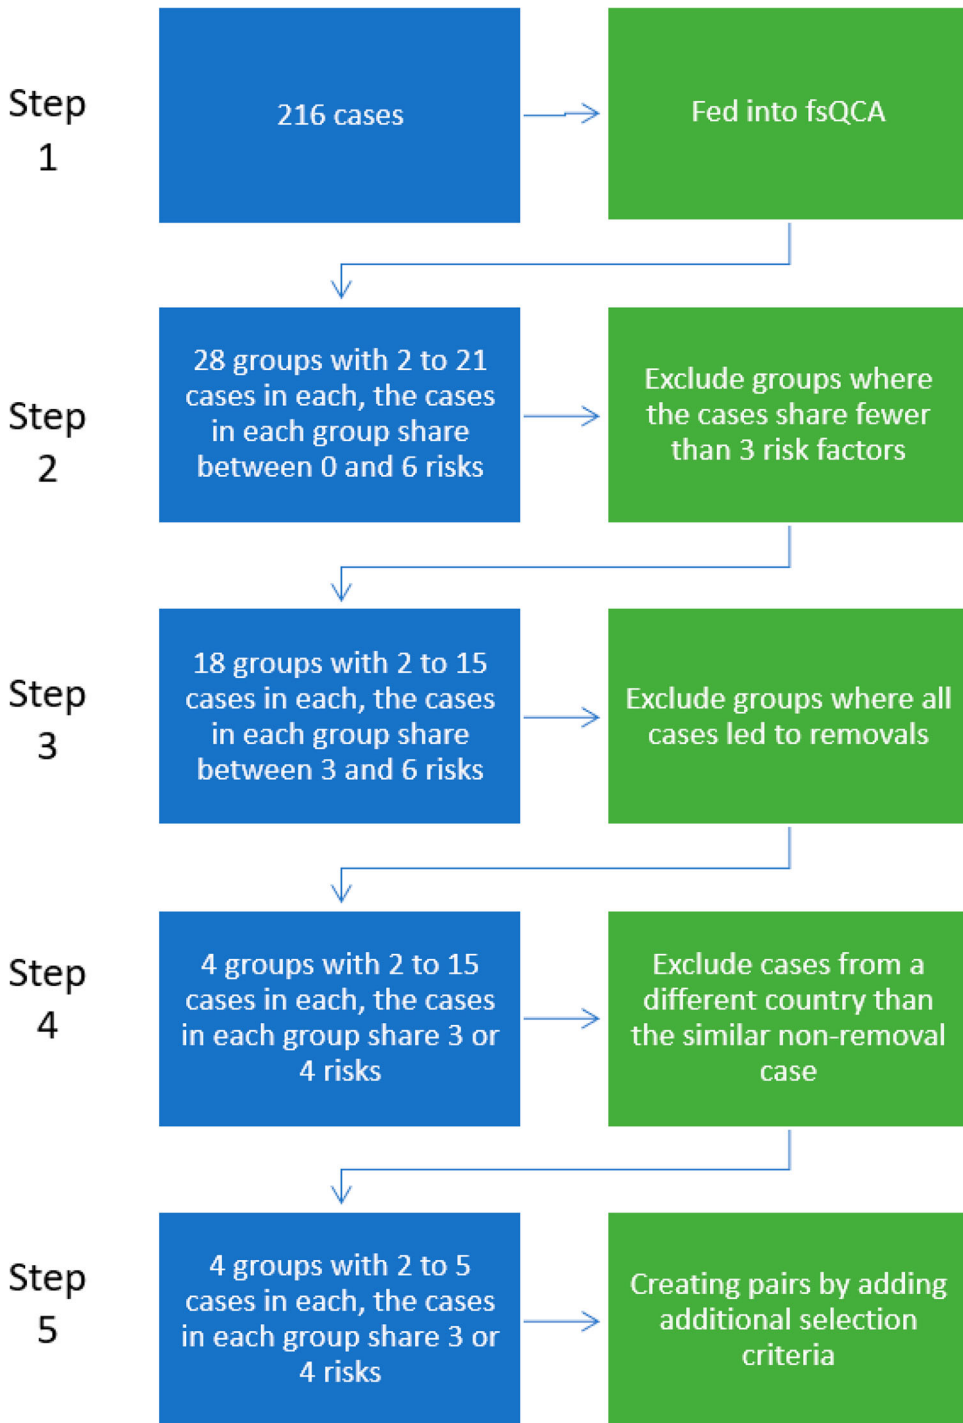 Step
1
216 cases
Fed into fsQCA
Step
2
28 groups with 2 to 21
cases in each, the cases
in each group share
between 0 and 6 risks
Exclude groups where
the cases share fewer
than 3 risk factors
Step
3
18 groups with 2 to 15
cases in each, the cases
in each group share
between 3 and 6 risks
Exclude groups where all
cases led to removals
Step
4
4 groups with 2 to 15
cases in each, the cases
in each group share 3 or
4 risks
Exclude cases from a
different country than
the similar non-removal
case
Step
5
4 groups with 2 to 5
cases in each, the cases
in each group share 3 or
4 risks
Creating pairs by adding
additional selection
criteria